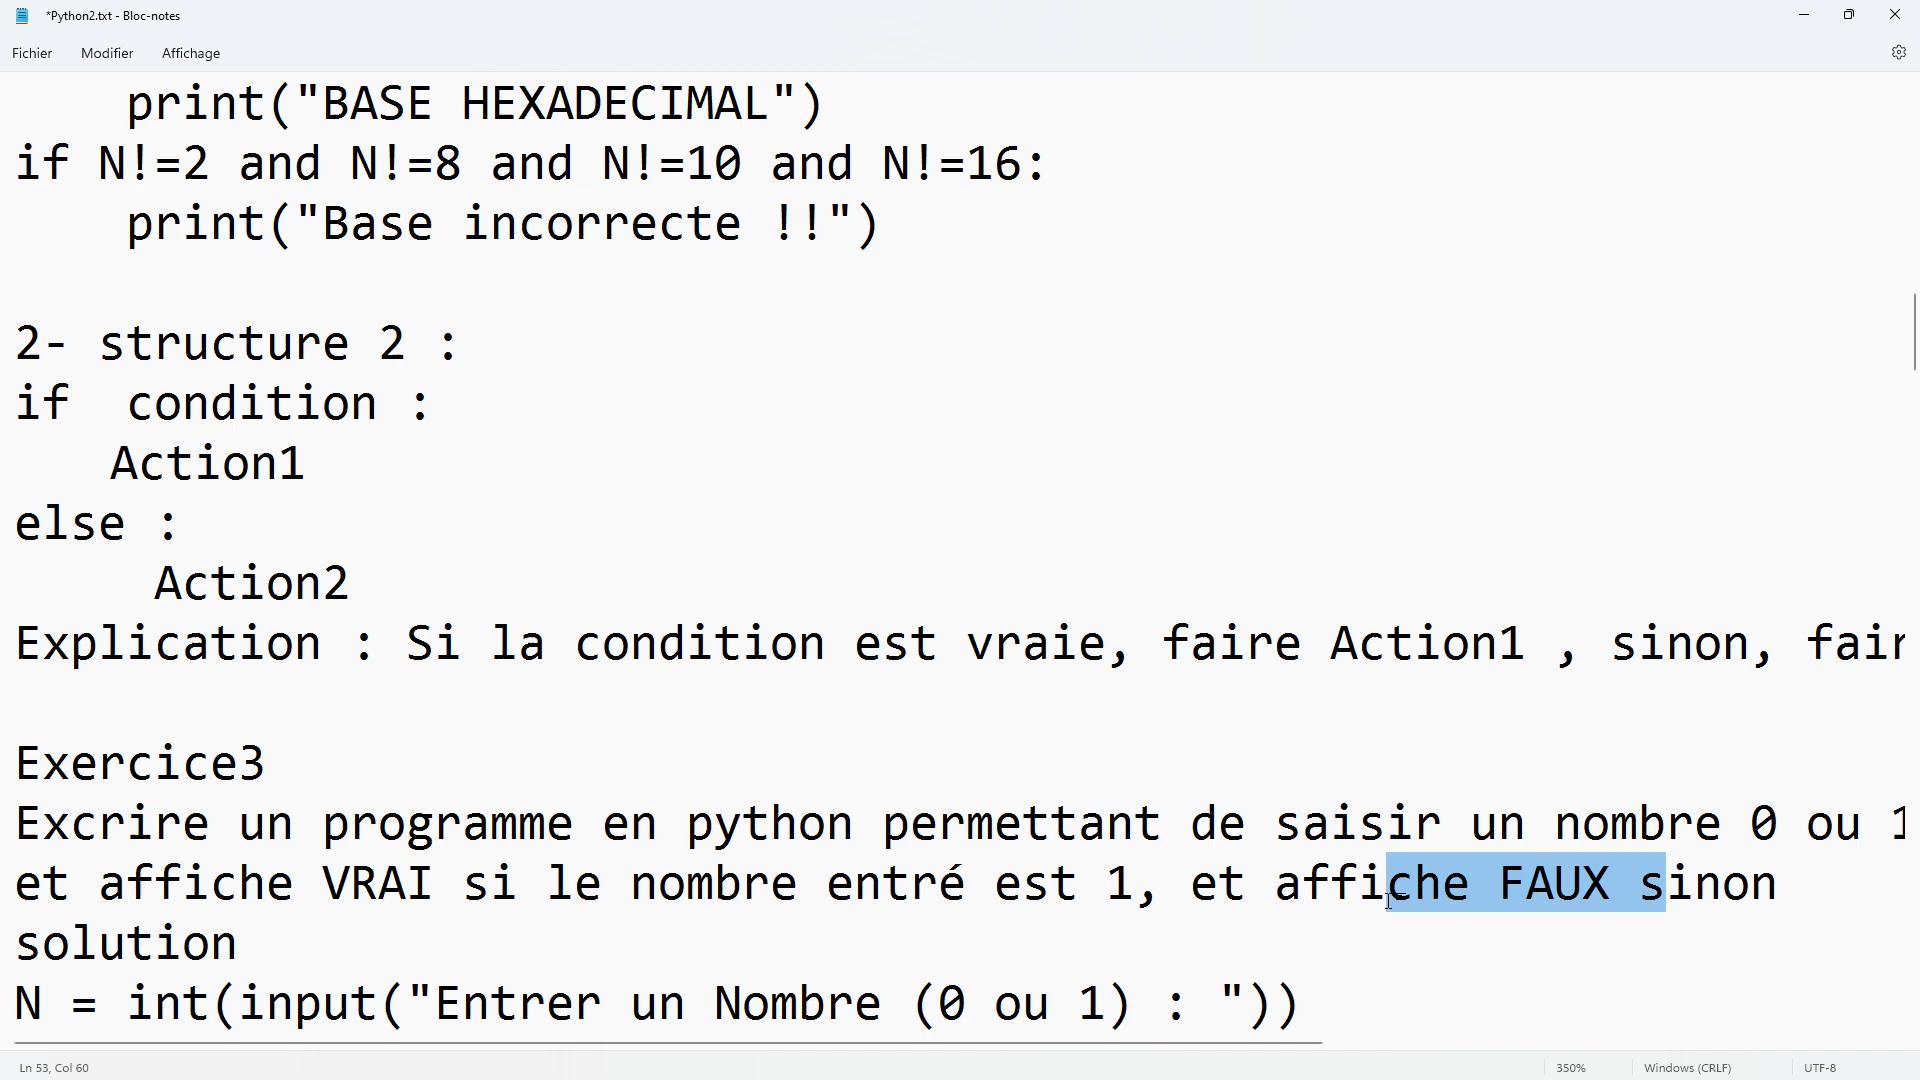 *Python2.txt - Bloc-notes
Fichier Modifier Affichage
print("BASE HEXADECIMAL")
if N!=2 and N!=8 and N!=10 and N!=16:
print("Base incorrecte !!")
2- structure 2 :
if condition :
Action1
else :
Action2
Explication : Si la condition est vraie, faire Action1 , sinon, fair
Exercice3
Excrire un programme en python permettant de saisir un nombre 0 ou 1
et affiche VRAI si le nombre entré est 1, et affiche FAUX sinon
solution
N = int(input("Entrer un Nombre (0 ou 1) : "))
Ln 53, Col 60 350% Windows (CRLF) UTF-8